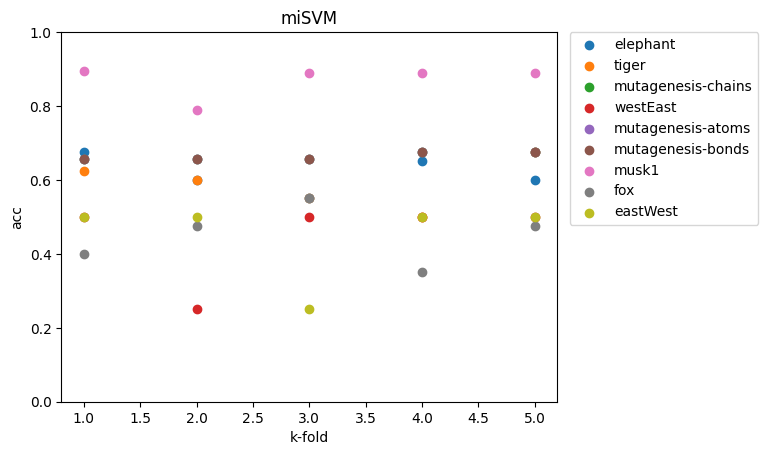 miSVM
1.0
0.8
0.6
0.4
0.2
0.0
acc
1.0 1.5 2.0 2.5 3.0 3.5 4.0 4.5 5.0
k-fold
elephant
tiger
mutagenesis-chains
westEast
mutagenesis-atoms
mutagenesis-bonds
musk1
fox
eastWest